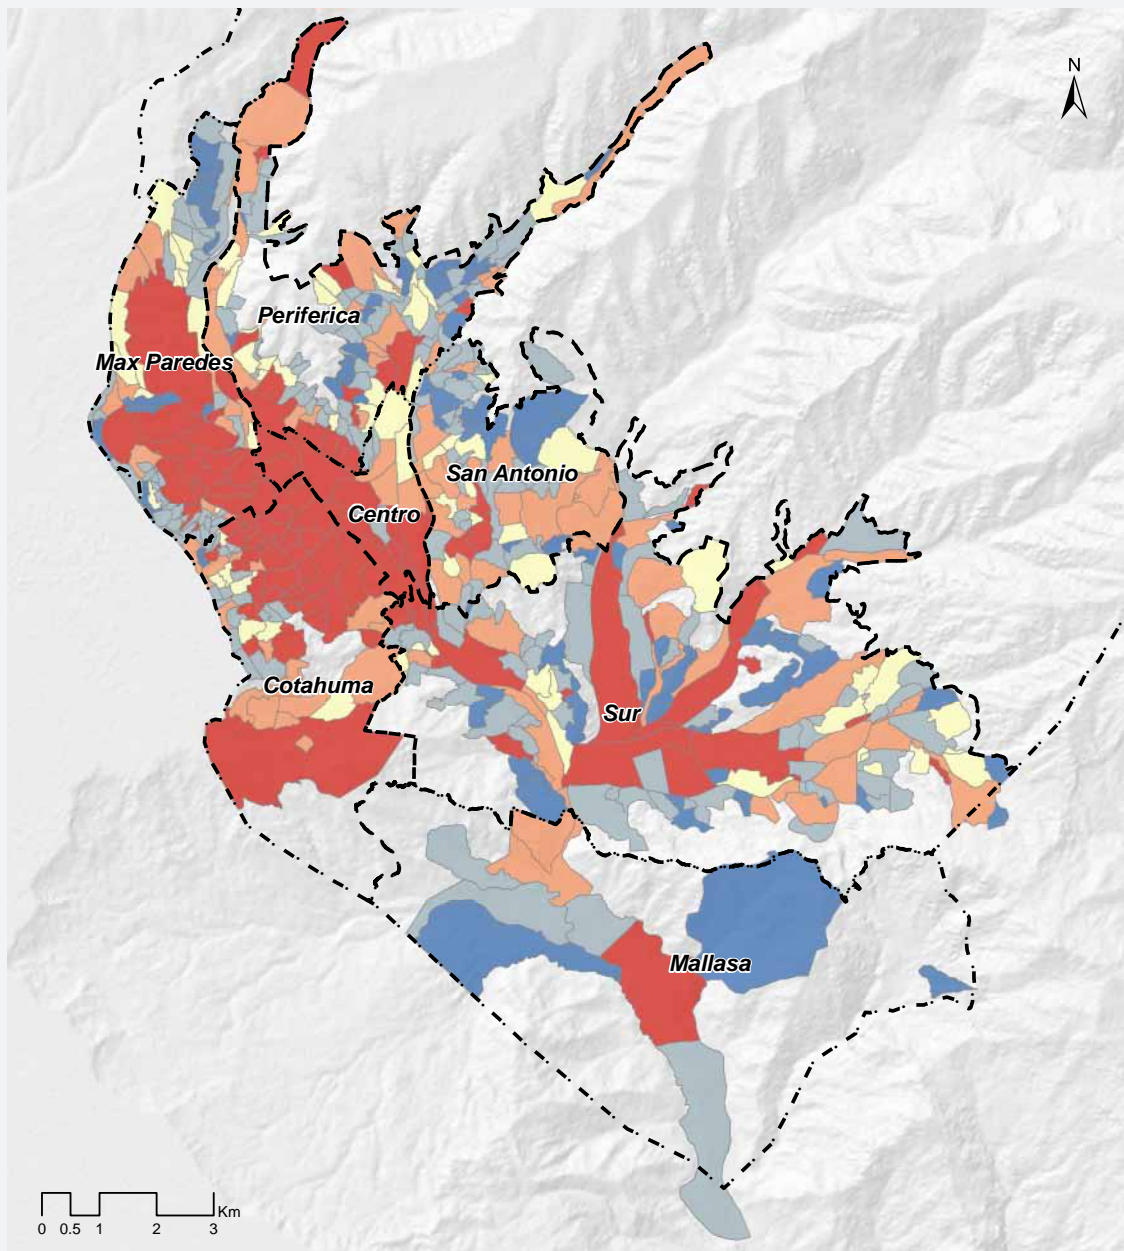 N
Periferica
Max Paredes
San Antonio
Centro
Cotahuma
Sur
Mallasa
Km
0 0.5 1 2 3